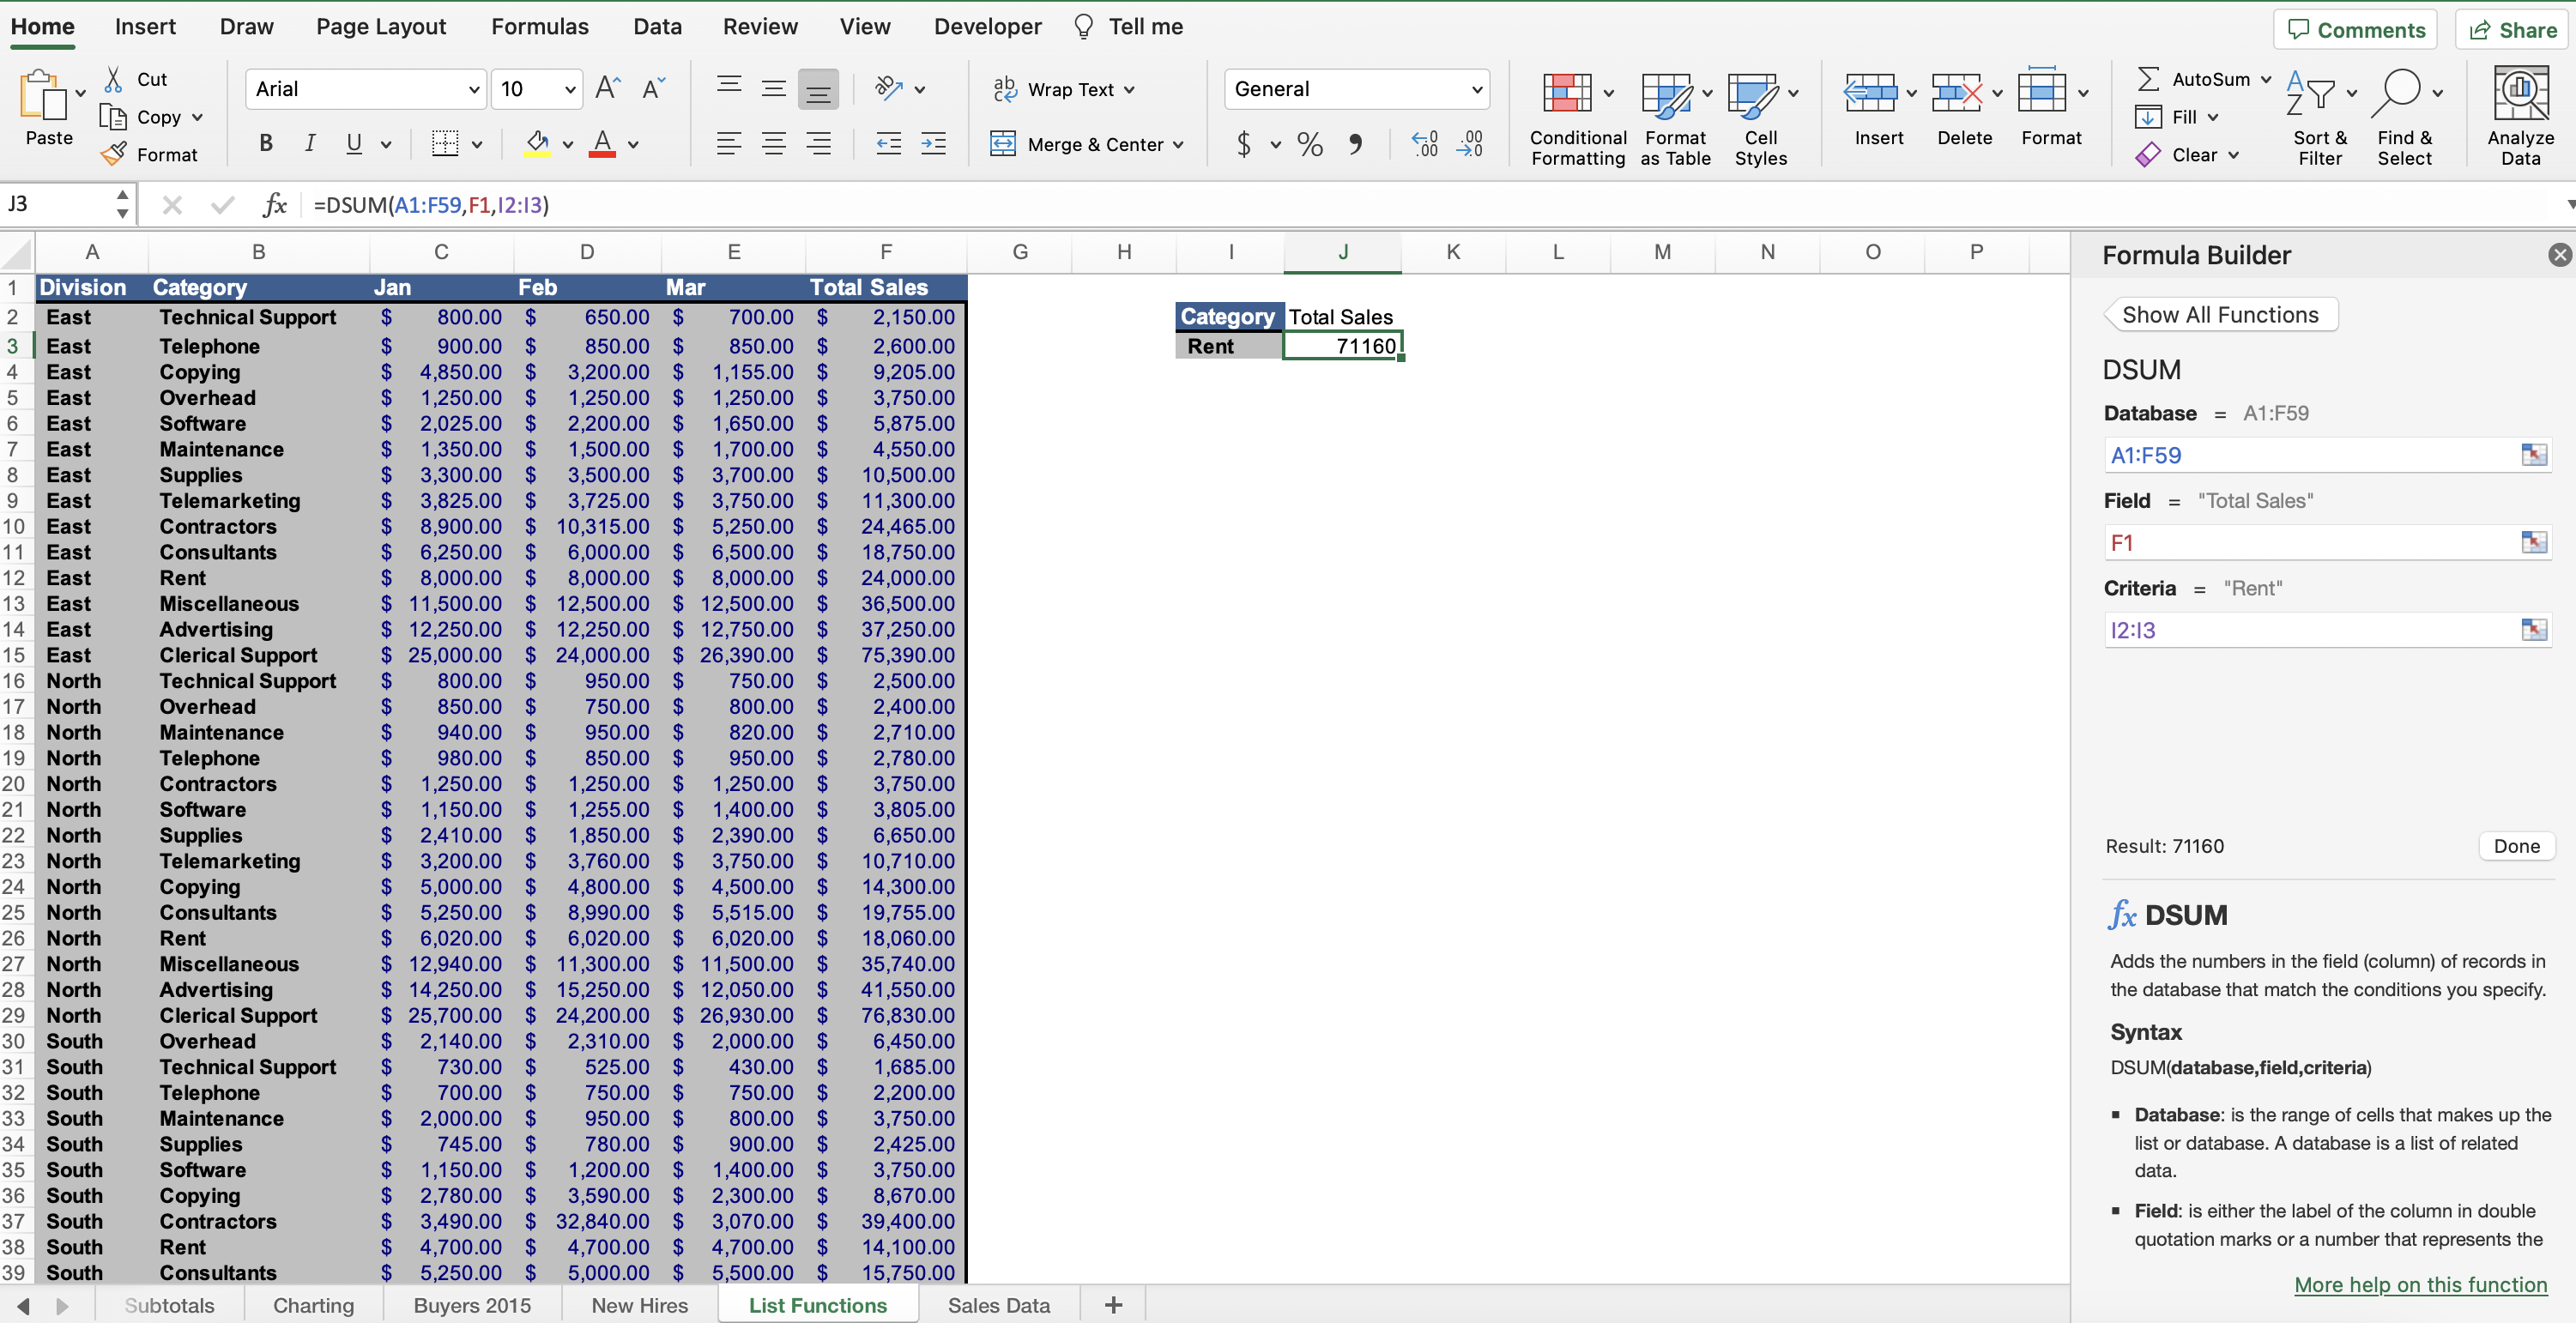 Home Insert Draw Page Layout Formulas Data Review View Developer Tell me Comments Share
Paste Cut Copy Format
Arial 10 A^ Aˇ
B I U A
ab Wrap Text
Merge & Center
General
$ % , .0 .00 .00 .0
Conditional Formatting Format as Table Cell Styles
Insert Delete Format
AutoSum Fill Clear
Sort & Filter Find & Select Analyze Data
J3 fx =DSUM(A1:F59,F1,I2:I3)
A B C D E F G H I J K L M N O P
1 Division Category Jan Feb Mar Total Sales
2 East Technical Support $ 800.00 $ 650.00 $ 700.00 $ 2,150.00 Category Total Sales
3 East Telephone $ 900.00 $ 850.00 $ 850.00 $ 2,600.00 Rent 71160
4 East Copying $ 4,850.00 $ 3,200.00 $ 1,155.00 $ 9,205.00
5 East Overhead $ 1,250.00 $ 1,250.00 $ 1,250.00 $ 3,750.00
6 East Software $ 2,025.00 $ 2,200.00 $ 1,650.00 $ 5,875.00
7 East Maintenance $ 1,350.00 $ 1,500.00 $ 1,700.00 $ 4,550.00
8 East Supplies $ 3,300.00 $ 3,500.00 $ 3,700.00 $ 10,500.00
9 East Telemarketing $ 3,825.00 $ 3,725.00 $ 3,750.00 $ 11,300.00
10 East Contractors $ 8,900.00 $ 10,315.00 $ 5,250.00 $ 24,465.00
11 East Consultants $ 6,250.00 $ 6,000.00 $ 6,500.00 $ 18,750.00
12 East Rent $ 8,000.00 $ 8,000.00 $ 8,000.00 $ 24,000.00
13 East Miscellaneous $ 11,500.00 $ 12,500.00 $ 12,500.00 $ 36,500.00
14 East Advertising $ 12,250.00 $ 12,250.00 $ 12,750.00 $ 37,250.00
15 East Clerical Support $ 25,000.00 $ 24,000.00 $ 26,390.00 $ 75,390.00
16 North Technical Support $ 800.00 $ 950.00 $ 750.00 $ 2,500.00
17 North Overhead $ 850.00 $ 750.00 $ 800.00 $ 2,400.00
18 North Maintenance $ 940.00 $ 950.00 $ 820.00 $ 2,710.00
19 North Telephone $ 980.00 $ 850.00 $ 950.00 $ 2,780.00
20 North Contractors $ 1,250.00 $ 1,250.00 $ 1,250.00 $ 3,750.00
21 North Software $ 1,150.00 $ 1,255.00 $ 1,400.00 $ 3,805.00
22 North Supplies $ 2,410.00 $ 1,850.00 $ 2,390.00 $ 6,650.00
23 North Telemarketing $ 3,200.00 $ 3,760.00 $ 3,750.00 $ 10,710.00
24 North Copying $ 5,000.00 $ 4,800.00 $ 4,500.00 $ 14,300.00
25 North Consultants $ 5,250.00 $ 8,990.00 $ 5,515.00 $ 19,755.00
26 North Rent $ 6,020.00 $ 6,020.00 $ 6,020.00 $ 18,060.00
27 North Miscellaneous $ 12,940.00 $ 11,300.00 $ 11,500.00 $ 35,740.00
28 North Advertising $ 14,250.00 $ 15,250.00 $ 12,050.00 $ 41,550.00
29 North Clerical Support $ 25,700.00 $ 24,200.00 $ 26,930.00 $ 76,830.00
30 South Overhead $ 2,140.00 $ 2,310.00 $ 2,000.00 $ 6,450.00
31 South Technical Support $ 730.00 $ 525.00 $ 430.00 $ 1,685.00
32 South Telephone $ 700.00 $ 750.00 $ 750.00 $ 2,200.00
33 South Maintenance $ 2,000.00 $ 950.00 $ 800.00 $ 3,750.00
34 South Supplies $ 745.00 $ 780.00 $ 900.00 $ 2,425.00
35 South Software $ 1,150.00 $ 1,200.00 $ 1,400.00 $ 3,750.00
36 South Copying $ 2,780.00 $ 3,590.00 $ 2,300.00 $ 8,670.00
37 South Contractors $ 3,490.00 $ 32,840.00 $ 3,070.00 $ 39,400.00
38 South Rent $ 4,700.00 $ 4,700.00 $ 4,700.00 $ 14,100.00
39 South Consultants $ 5,250.00 $ 5,000.00 $ 5,500.00 $ 15,750.00
Subtotals Charting Buyers 2015 New Hires List Functions Sales Data +
Formula Builder
Show All Functions
DSUM
Database = A1:F59
A1:F59
Field = "Total Sales"
F1
Criteria = "Rent"
I2:I3
Result: 71160 Done
fx DSUM
Adds the numbers in the field (column) of records in
the database that match the conditions you specify.
Syntax
DSUM(database,field,criteria)
▪ Database: is the range of cells that makes up the
list or database. A database is a list of related
data.
▪ Field: is either the label of the column in double
quotation marks or a number that represents the
More help on this function